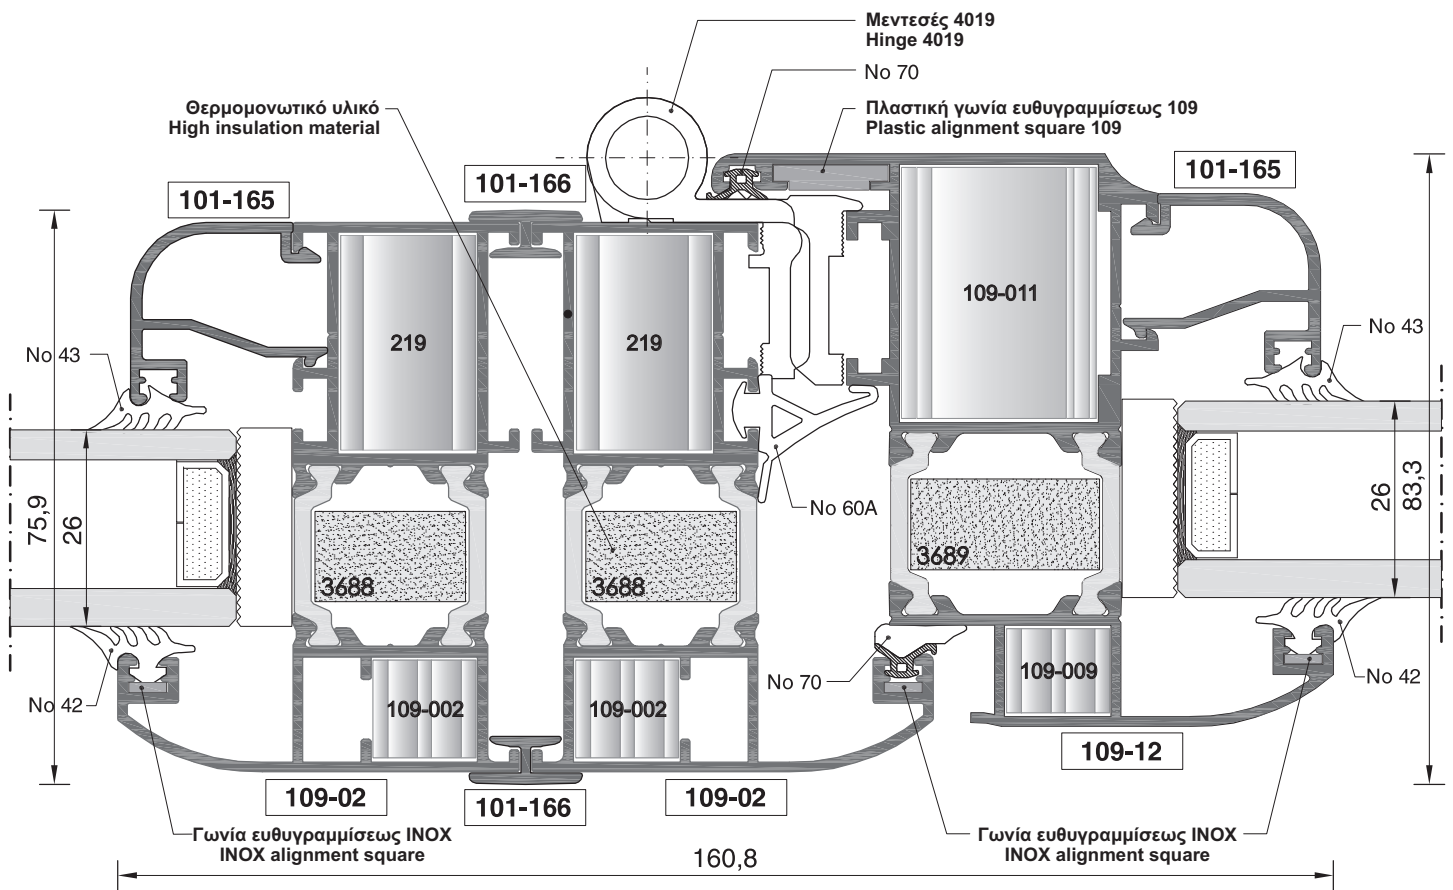 Μεντεσές 4019
Hinge 4019
No 70
Θερμομονωτικό υλικό
High insulation material
Πλαστική γωνία ευθυγραμμίσεως 109
Plastic alignment square 109
101-166
101-165
101-165
109-011
219
219
No 43
No 43
75,9
26
26
83,3
No 60A
3688
3688
3689
No 42
109-002
109-002
No 70
109-009
No 42
109-02
101-166
109-02
109-12
Γωνία ευθυγραμμίσεως INOX
INOX alignment square
Γωνία ευθυγραμμίσεως INOX
INOX alignment square
160,8